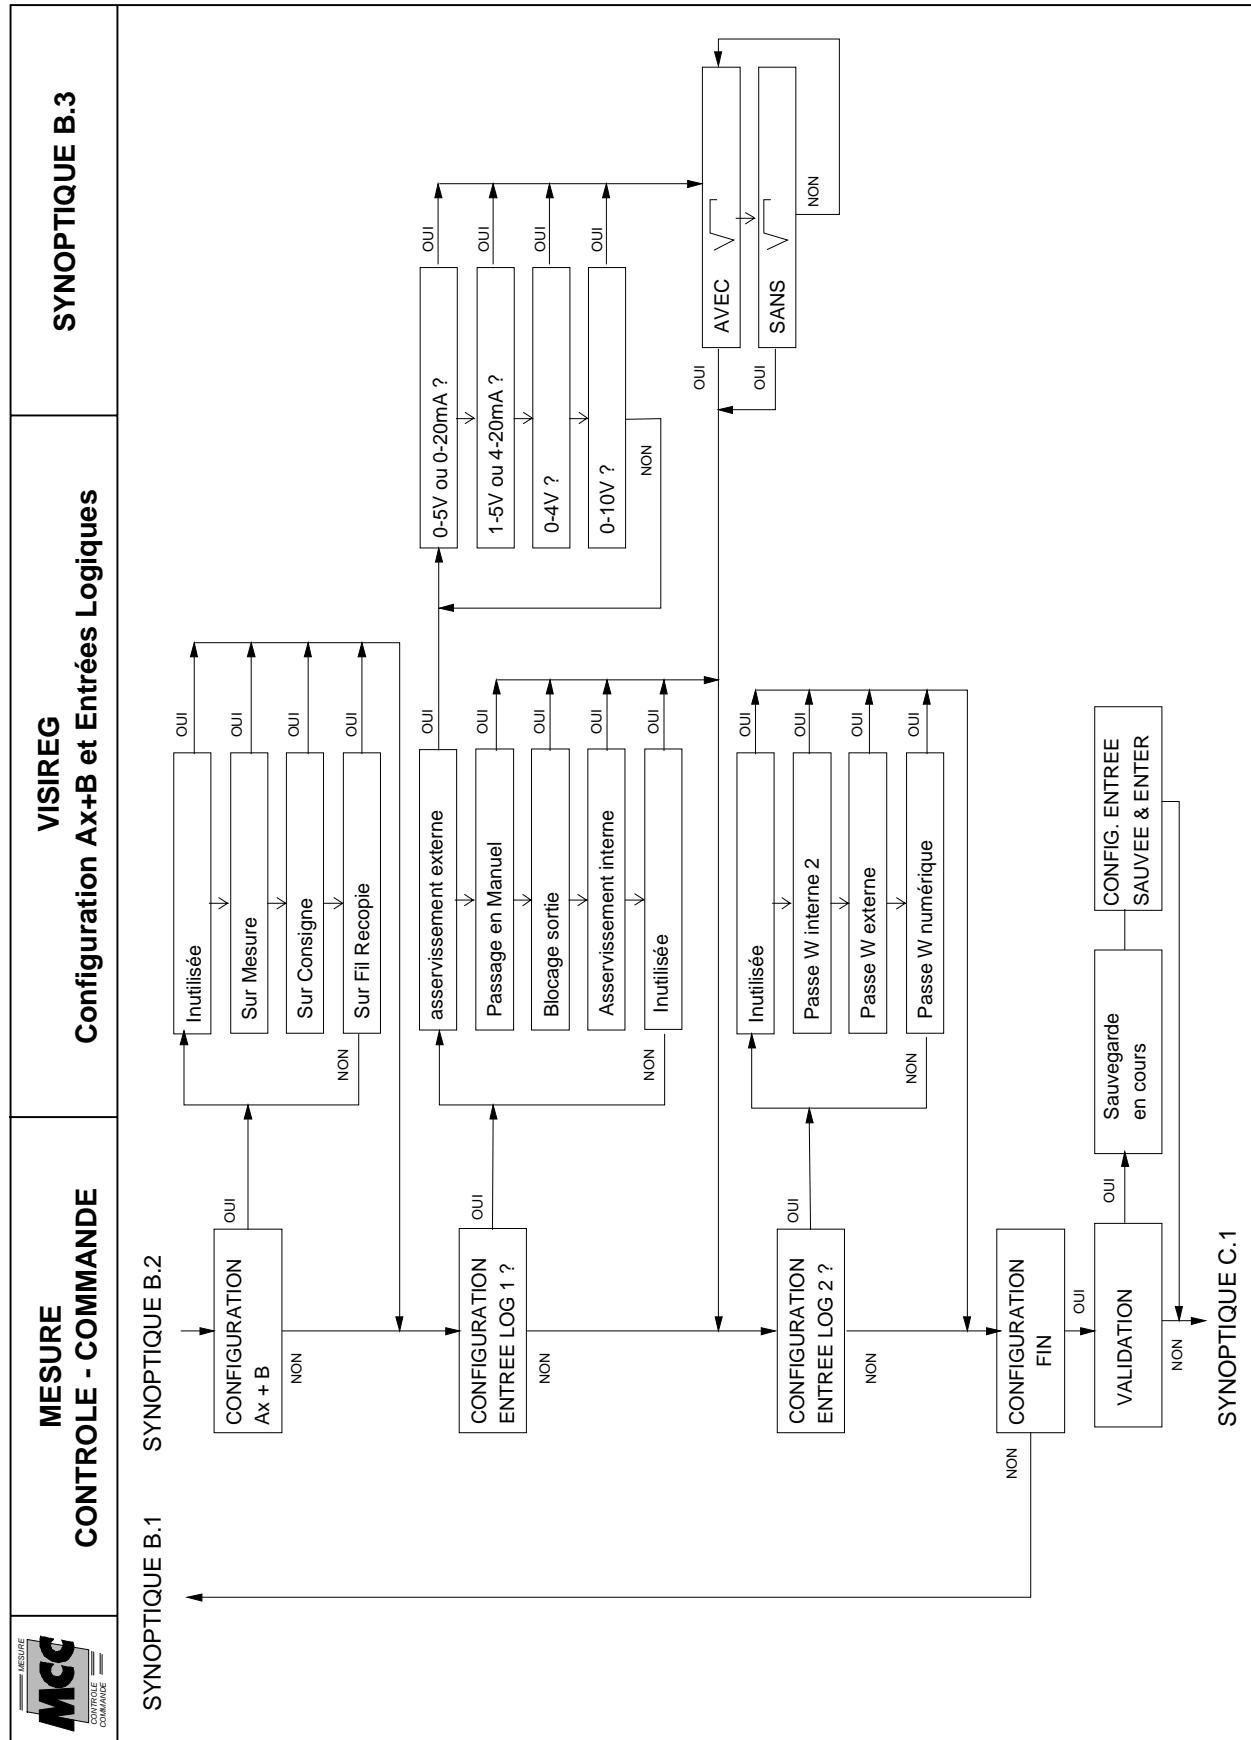 MESURE
MCC
CONTROLE
COMMANDE
MESURE
CONTROLE - COMMANDE
VISIREG
Configuration Ax+B et Entrées Logiques
SYNOPTIQUE B.3
SYNOPTIQUE B.1
SYNOPTIQUE B.2
CONFIGURATION
Ax + B
OUI
NON
Inutilisée
OUI
Sur Mesure
OUI
Sur Consigne
OUI
Sur Fil Recopie
OUI
NON
CONFIGURATION
ENTREE LOG 1 ?
OUI
NON
asservissement externe
OUI
Passage en Manuel
OUI
Blocage sortie
OUI
Asservissement interne
OUI
Inutilisée
OUI
NON
0-5V ou 0-20mA ?
OUI
1-5V ou 4-20mA ?
OUI
0-4V ?
OUI
0-10V ?
OUI
NON
AVEC √
OUI
SANS √
OUI
NON
CONFIGURATION
ENTREE LOG 2 ?
OUI
NON
Inutilisée
OUI
Passe W interne 2
OUI
Passe W externe
OUI
Passe W numérique
OUI
NON
CONFIGURATION
FIN
NON
OUI
VALIDATION
OUI
NON
Sauvegarde
en cours
CONFIG. ENTREE
SAUVEE & ENTER
SYNOPTIQUE C.1